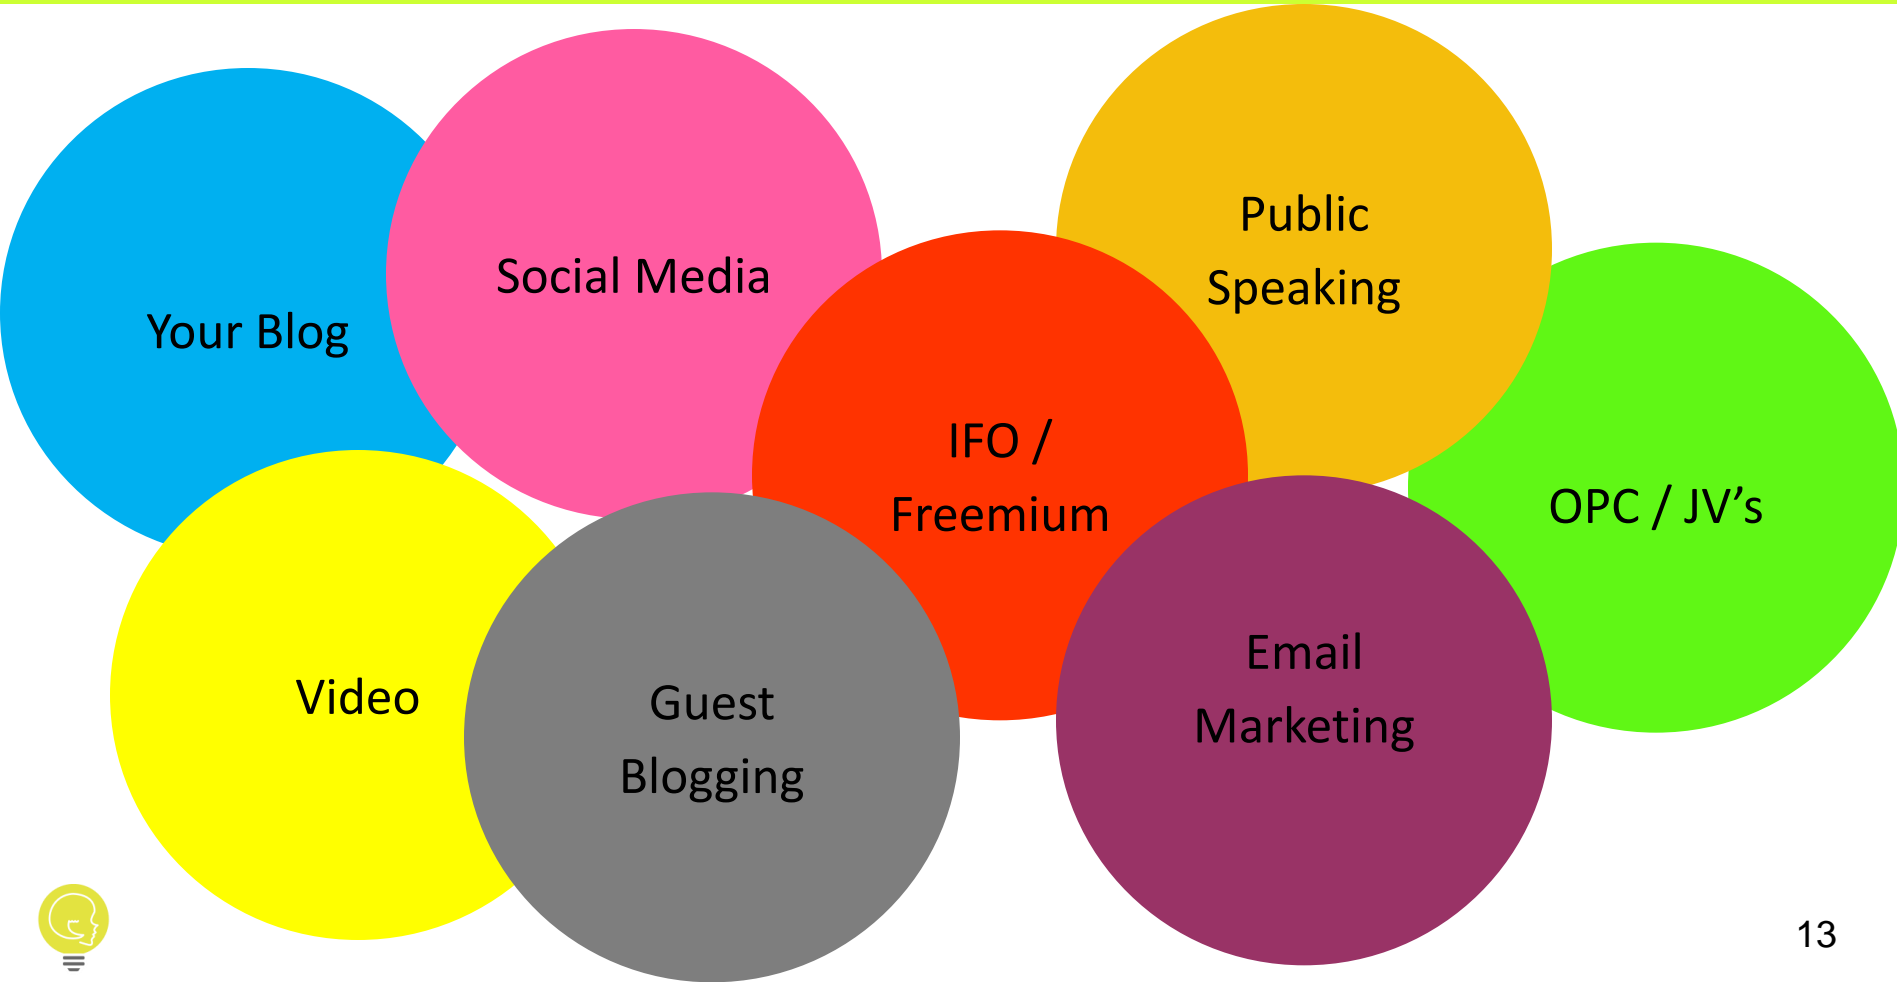 Your Blog
Social Media
Public
Speaking
IFO /
Freemium
OPC / JV’s
Video
Guest
Blogging
Email
Marketing
13